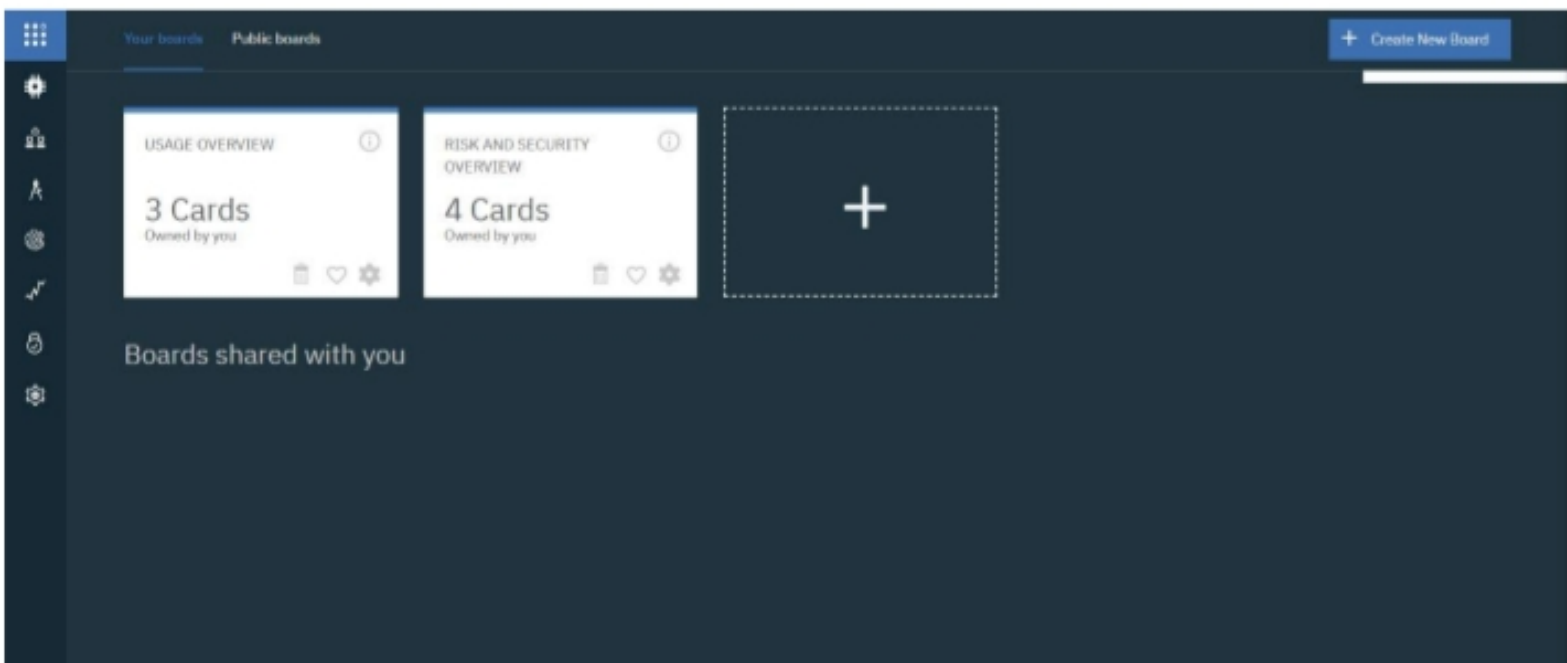 Your boards
Public boards
+ Create New Board
USAGE OVERVIEW
3 Cards
Owned by you
RISK AND SECURITY
OVERVIEW
4 Cards
Owned by you
Boards shared with you